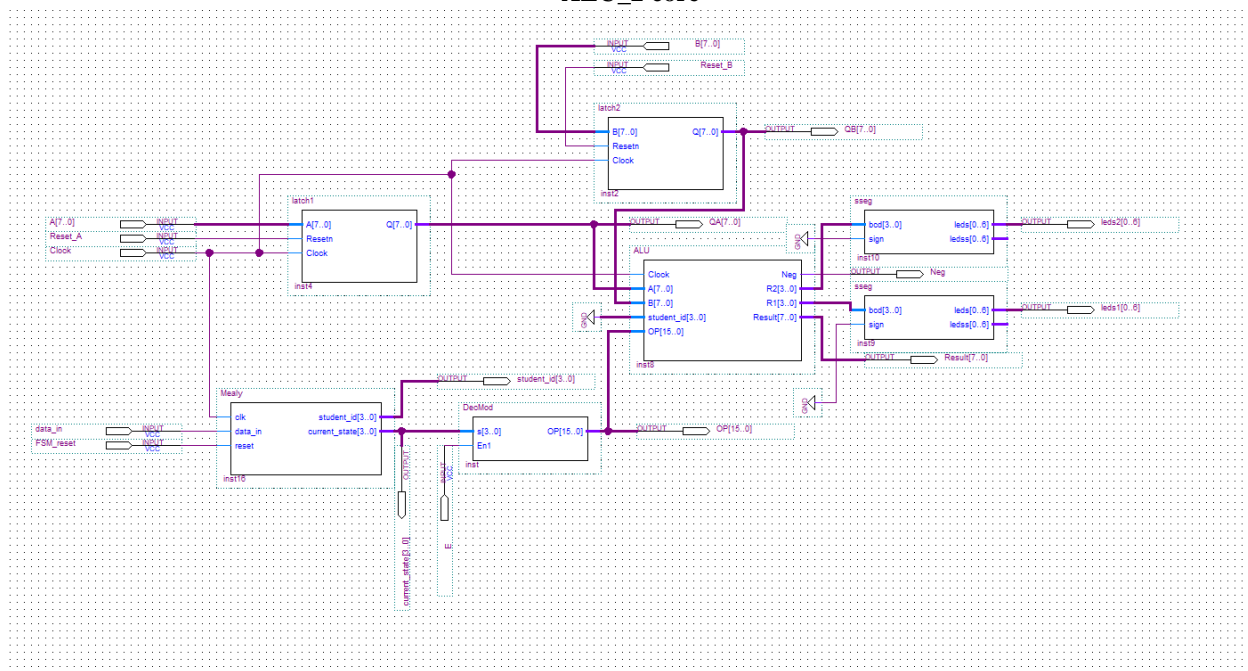 B[7..0]
INPUT
VCC
Reset_B
INPUT
VCC
latch2
B[7..0]
Q[7..0]
Resetn
Clock
inst2
OUTPUT
QB[7..0]
latch1
A[7..0]
Q[7..0]
Resetn
Clock
inst4
A[7..0]
INPUT
VCC
Reset_A
INPUT
VCC
Clock
INPUT
VCC
OUTPUT
QA[7..0]
ALU
Clock
Neg
A[7..0]
R2[3..0]
B[7..0]
R1[3..0]
student_id[3..0]
Result[7..0]
OP[15..0]
inst8
GND
sseg
bcd[3..0]
leds[0..6]
sign
ledss[0..6]
inst10
GND
OUTPUT
leds2[0..6]
OUTPUT
Neg
sseg
bcd[3..0]
leds[0..6]
sign
ledss[0..6]
inst9
OUTPUT
leds1[0..6]
OUTPUT
Result[7..0]
GND
Mealy
clk
student_id[3..0]
data_in
current_state[3..0]
reset
inst16
data_in
INPUT
VCC
FSM_reset
INPUT
VCC
OUTPUT
student_id[3..0]
DecMod
s[3..0]
OP[15..0]
En1
inst
OUTPUT
OP[15..0]
OUTPUT
current_state[3..0]
INPUT
VCC
E